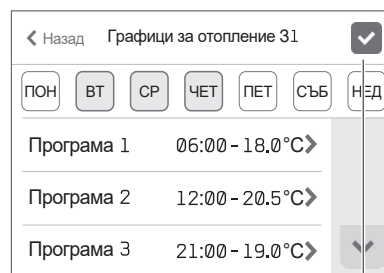 Назад Графици за отопление 31
ПОН ВТ СР ЧЕТ ПЕТ СЪБ НЕД
Програма 1 06:00 - 18.0°C
Програма 2 12:00 - 20.5°C
Програма 3 21:00 - 19.0°C